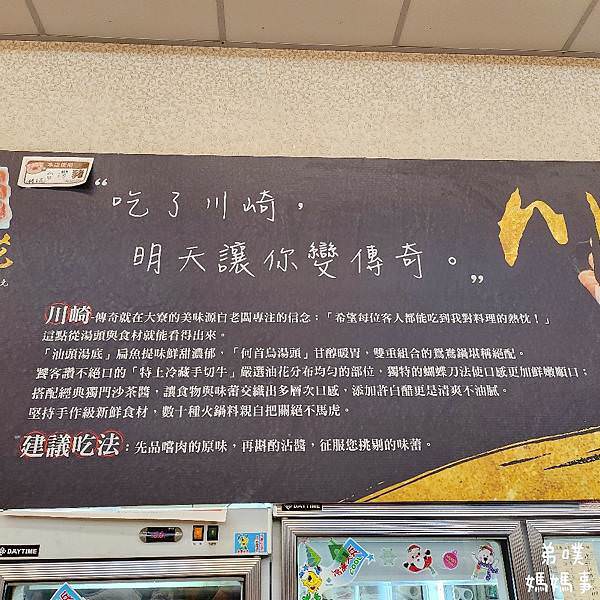 本店使用
豬
“吃了川崎，
明天讓你變傳奇。”
川崎 傳奇就在大寮的美味源自老闆專注的信念：「希望每位客人都能吃到我對料理的熱忱！」
這點從湯頭與食材就能看得出來。
「汕頭湯底」扁魚提味鮮甜濃郁，「何首烏湯頭」甘醇暖胃，雙重組合的鴛鴦鍋堪稱絕配。
饕客讚不絕口的「特上冷藏手切牛」嚴選油花分布均勻的部位，獨特的蝴蝶刀法使口感更加鮮嫩順口；
搭配經典獨門沙茶醬，讓食物與味蕾交織出多層次口感，添加許白醋更是清爽不油膩。
堅持手作級新鮮食材，數十種火鍋料親自把關絕不馬虎。
建議吃法：先品嚐肉的原味，再斟酌沾醬，征服您挑剔的味蕾。
DAYTIME
DAYTIME
COOL
弟噗
媽媽事